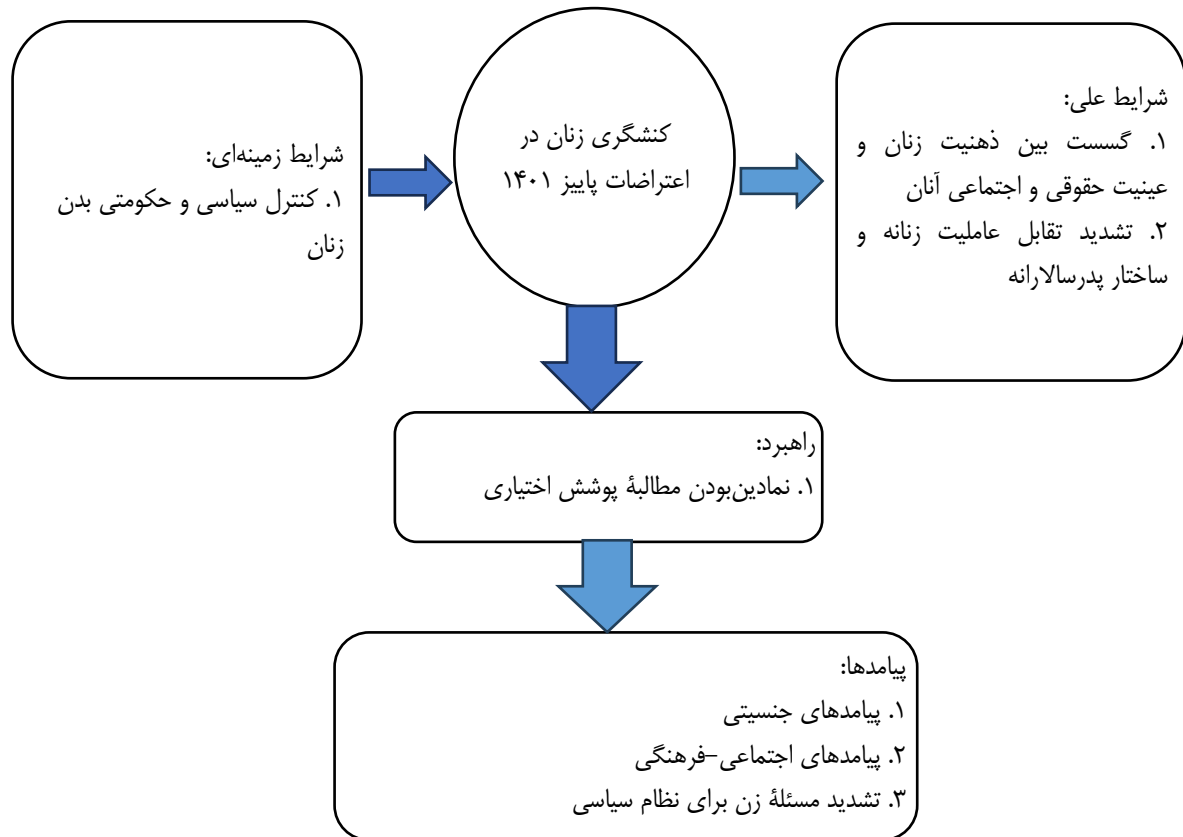 شرایط علی:
۱. گسست بین ذهنیت زنان و
عینیت حقوقی و اجتماعی آنان
۲. تشدید تقابل عاملیت زنانه و
ساختار پدرسالارانه
کنشگری زنان در
اعتراضات پاییز ۱۴۰۱
شرایط زمینه‌ای:
۱. کنترل سیاسی و حکومتی بدن
زنان
راهبرد:
۱. نمادین‌بودن مطالبۀ پوشش اختیاری
پیامدها:
۱. پیامدهای جنسیتی
۲. پیامدهای اجتماعی–فرهنگی
۳. تشدید مسئلۀ زن برای نظام سیاسی